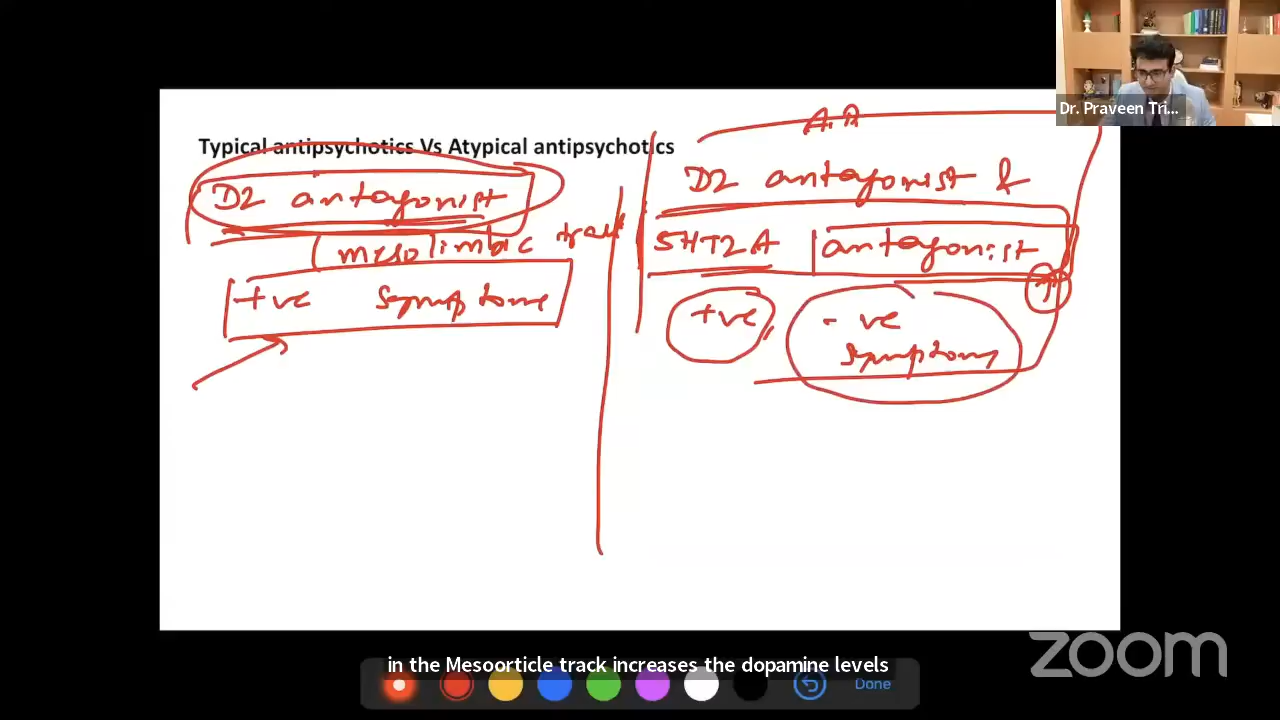 Dr. Praveen Tri...
A.A
Typical antipsychotics Vs Atypical antipsychotics
D2 antagonist
mesolimbic tract
+ve symptoms
D2 antagonist &
5HT2A antagonist
+ve, - ve
symptoms
zoom
in the Mesoorticle track increases the dopamine levels
Done